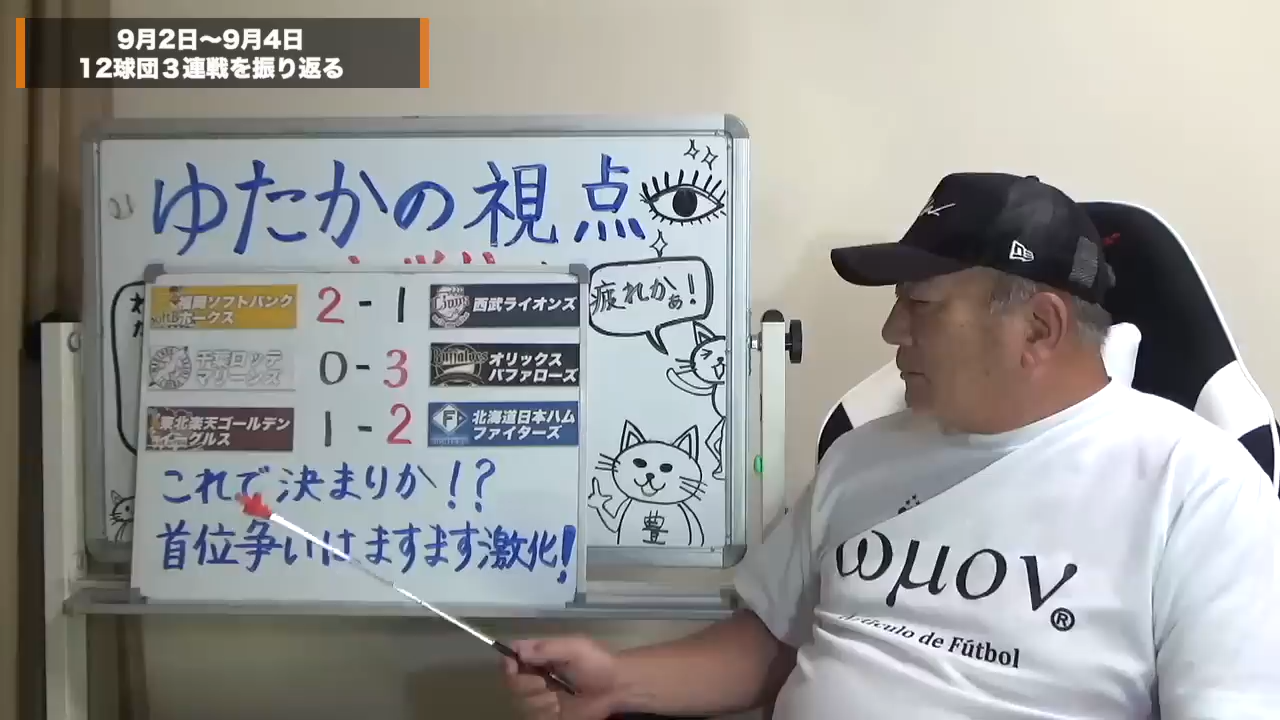 9月2日〜9月4日
12球団3連戦を振り返る
ゆたかの視点
疲れかぁ!
福岡ソフトバンク
ホークス
2-1
Lions
西武ライオンズ
千葉ロッテ
マリーンズ
0-3
Buffaloes
オリックス
バファローズ
東北楽天ゴールデン
イーグルス
1-2
F
北海道日本ハム
ファイターズ
これで決まりか!?
首位争いはますます激化!
豊
ωμον®
Artículo de Fútbol